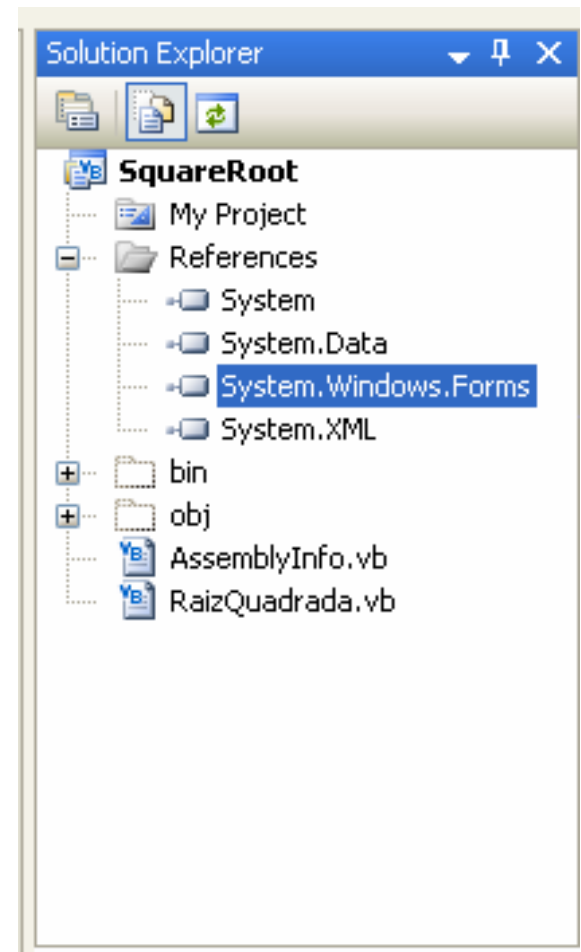 Solution Explorer
SquareRoot
My Project
References
System
System.Data
System.Windows.Forms
System.XML
bin
obj
AssemblyInfo.vb
RaizQuadrada.vb